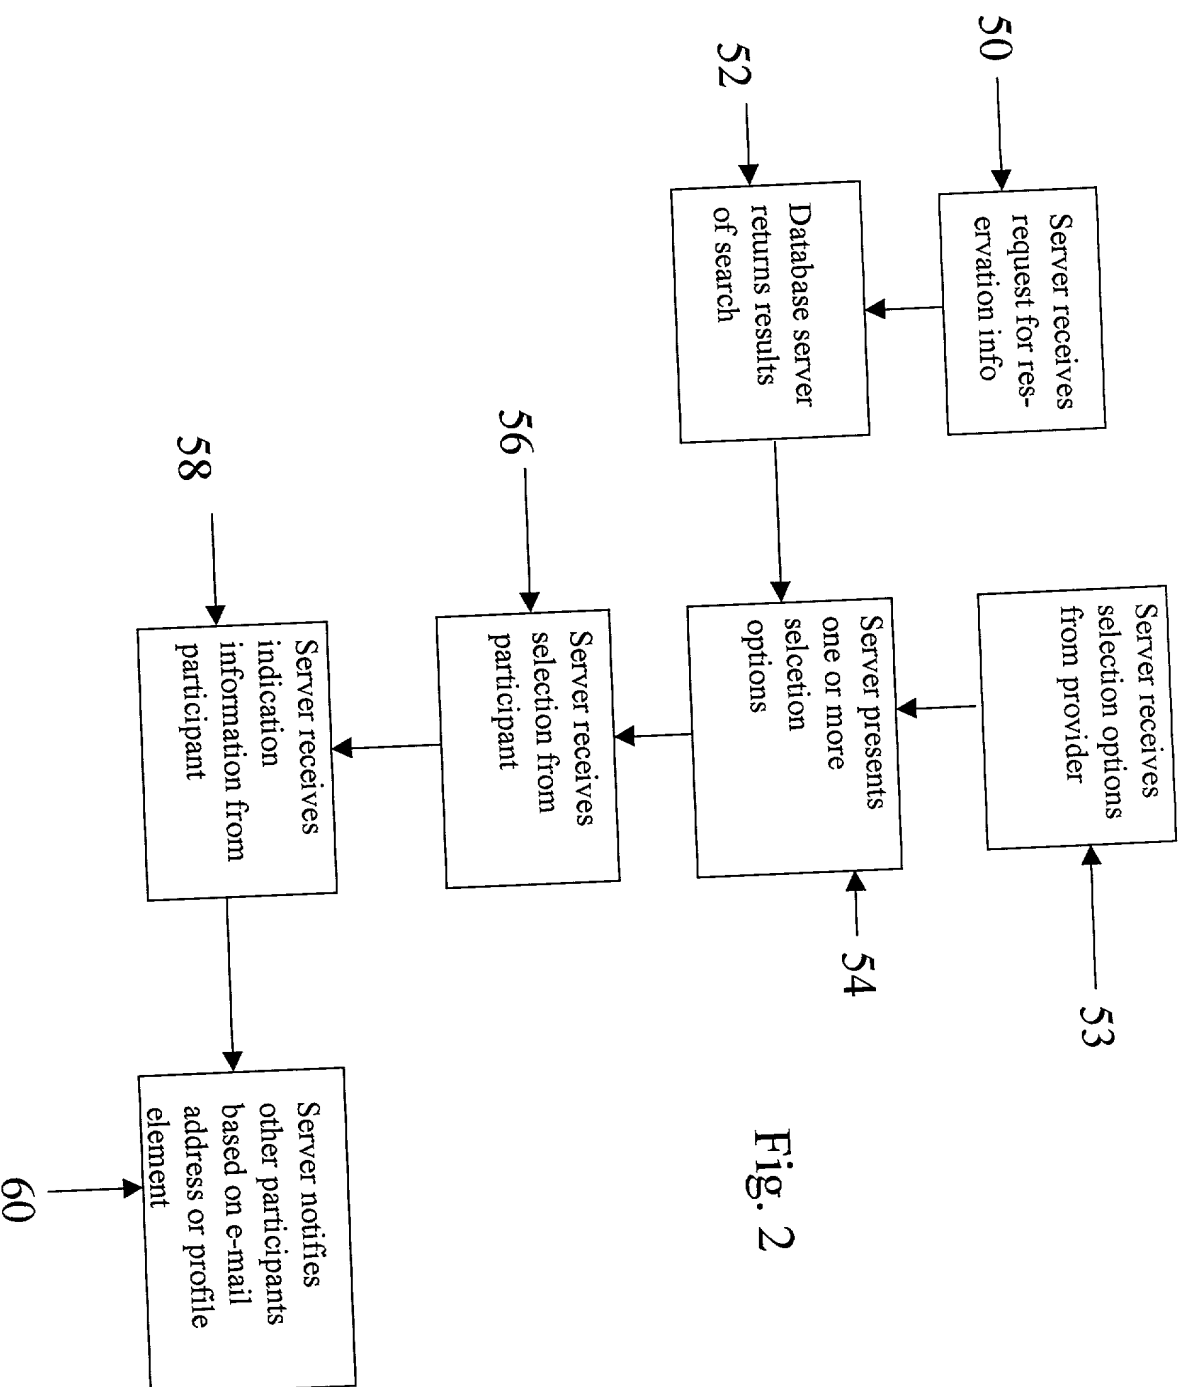 50
Server receives
request for res-
ervation info
52
Database server
returns results
of search
Server receives
selection options
from provider
53
Server presents
one or more
selcetion
options
54
56
Server receives
selection from
participant
58
Server receives
indication
information from
participant
Server notifies
other participants
based on e-mail
address or profile
element
60
Fig. 2